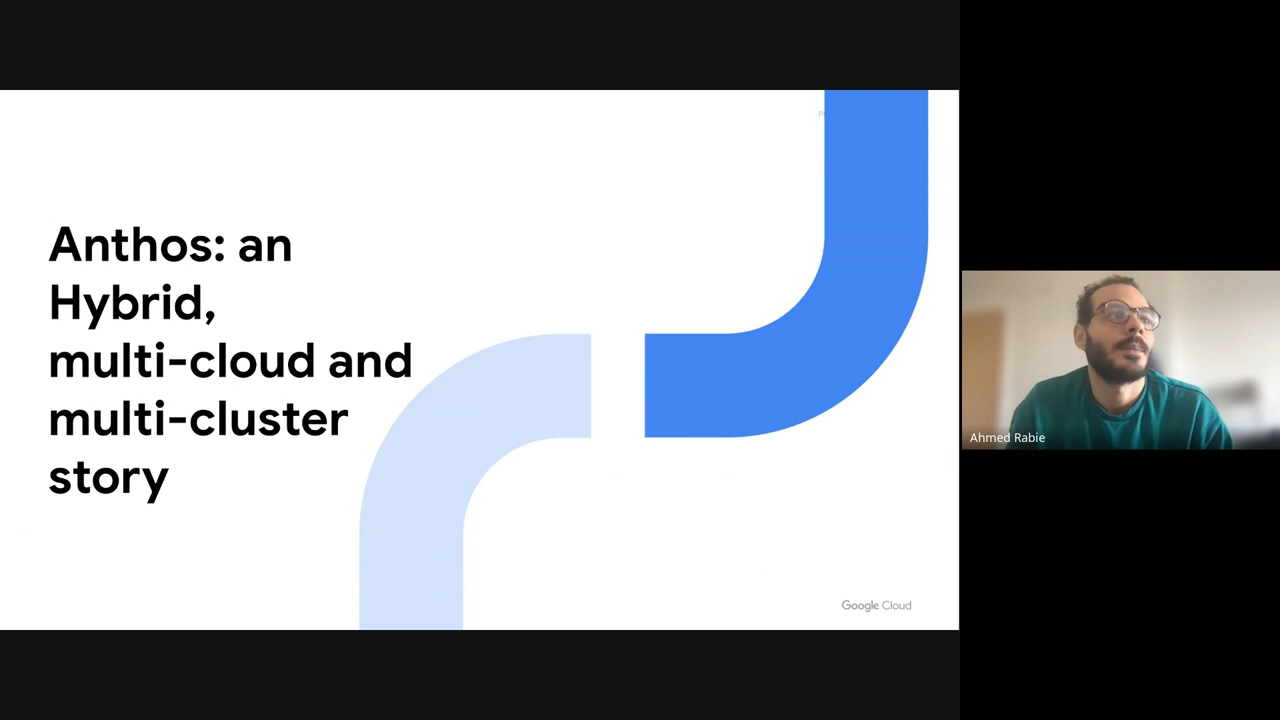 Anthos: an
Hybrid,
multi-cloud and
multi-cluster
story
Google Cloud
Ahmed Rabie